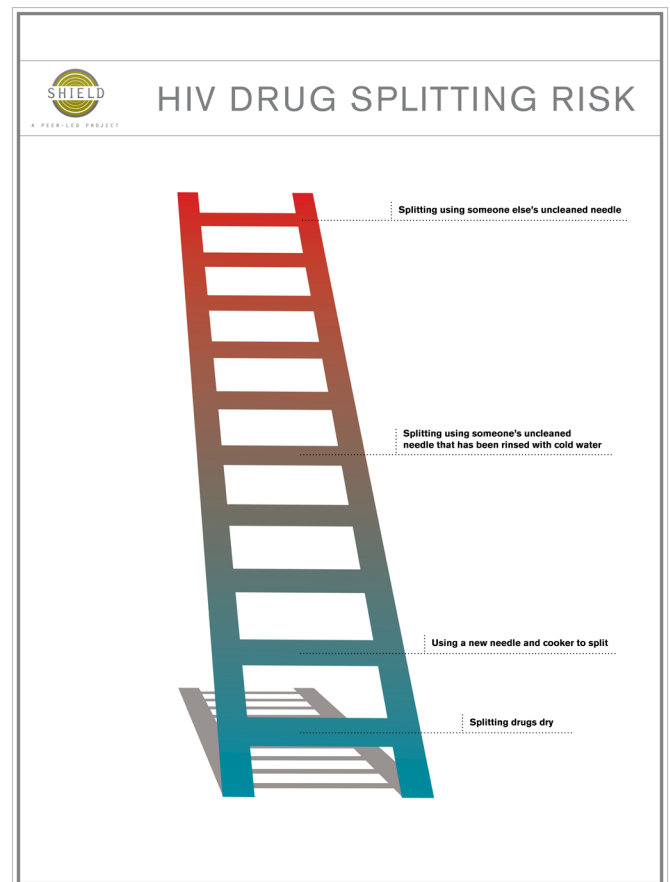 SHIELD
A PEER-LED PROJECT
HIV DRUG SPLITTING RISK
Splitting using someone else's uncleaned needle
Splitting using someone's uncleaned
needle that has been rinsed with cold water
Using a new needle and cooker to split
Splitting drugs dry